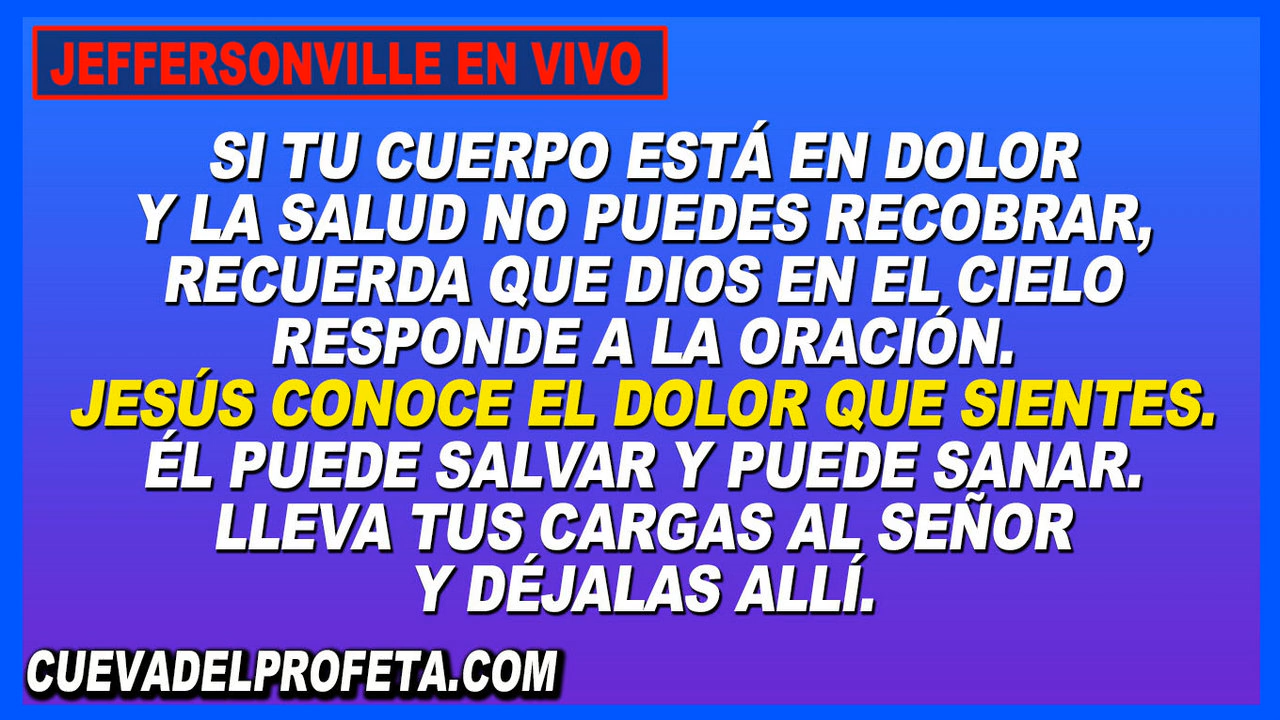 JEFFERSONVILLE EN VIVO
SI TU CUERPO ESTÁ EN DOLOR
Y LA SALUD NO PUEDES RECOBRAR,
RECUERDA QUE DIOS EN EL CIELO
RESPONDE A LA ORACIÓN.
JESÚS CONOCE EL DOLOR QUE SIENTES.
ÉL PUEDE SALVAR Y PUEDE SANAR.
LLEVA TUS CARGAS AL SEÑOR
Y DÉJALAS ALLÍ.
CUEVADELPROFETA.COM